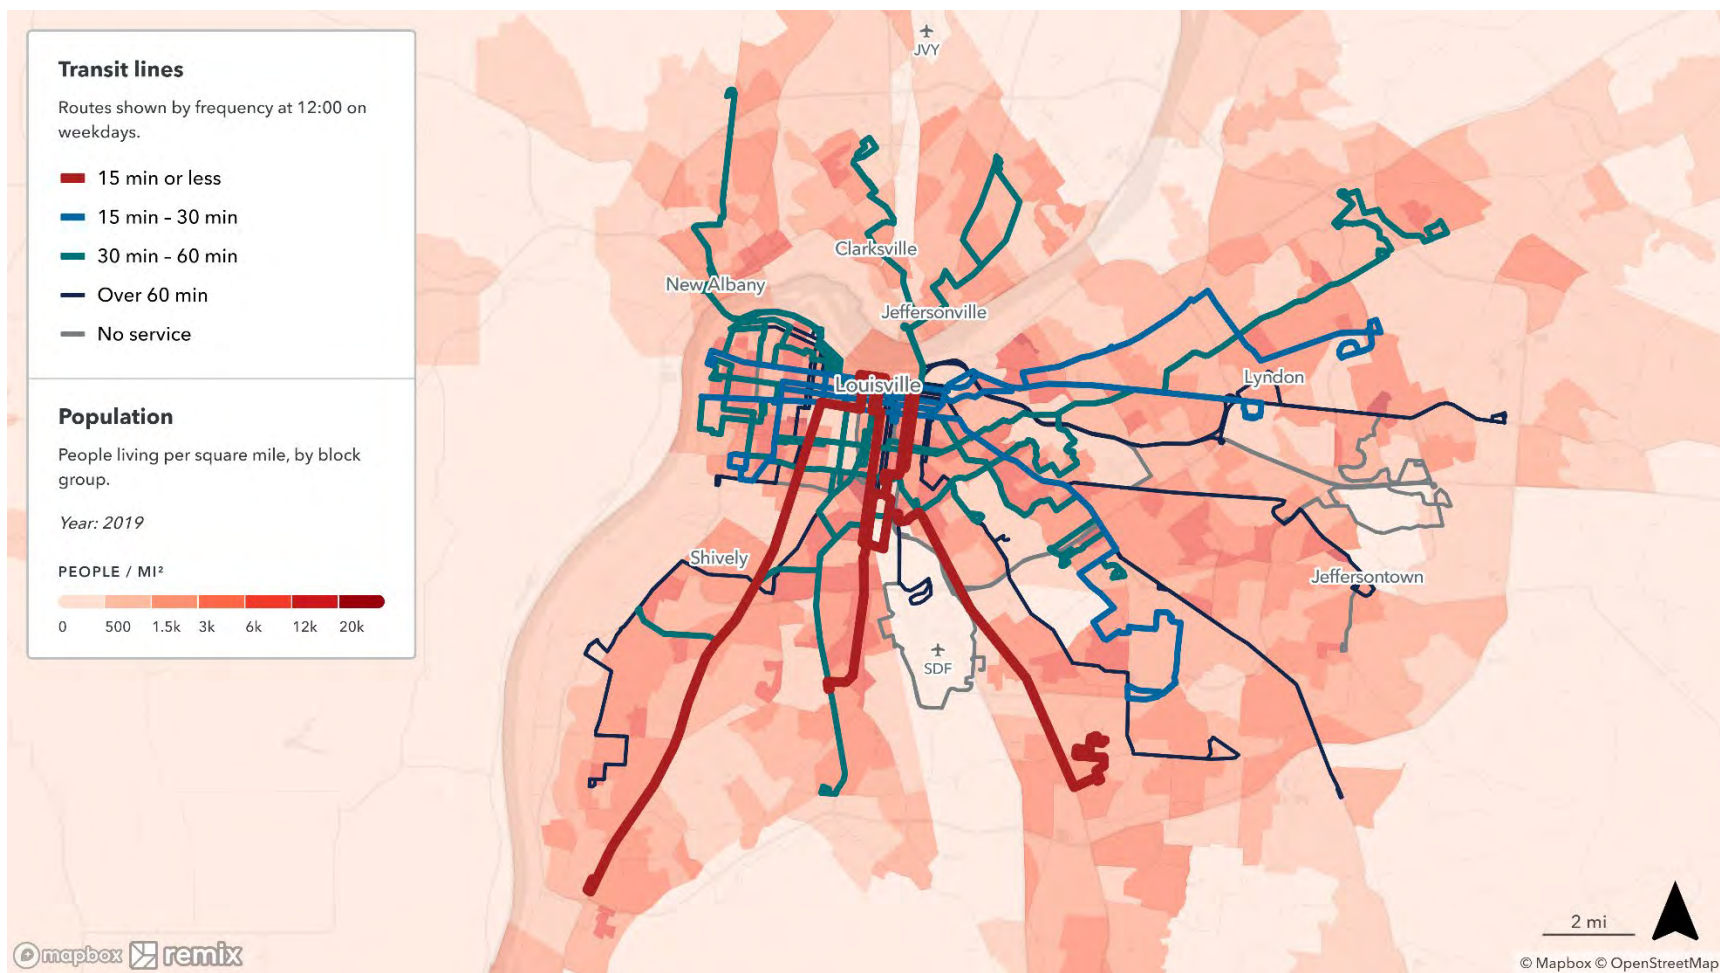 Transit lines
Routes shown by frequency at 12:00 on
weekdays.
15 min or less
15 min – 30 min
30 min – 60 min
Over 60 min
No service
Population
People living per square mile, by block
group.
Year: 2019
PEOPLE / MI²
0 500 1.5k 3k 6k 12k 20k
JVY
Clarksville
New Albany
Jeffersonville
Louisville
Lyndon
Shively
Jeffersontown
SDF
2 mi
mapbox remix
© Mapbox © OpenStreetMap